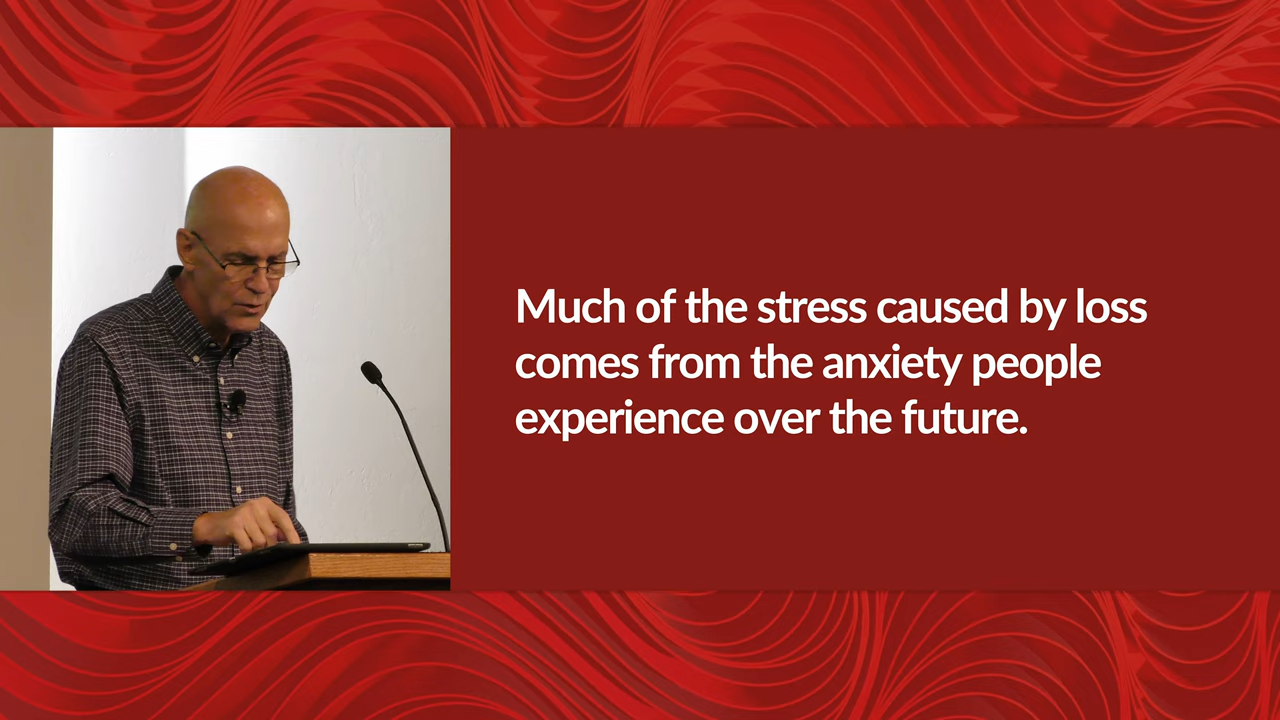 Much of the stress caused by loss
comes from the anxiety people
experience over the future.